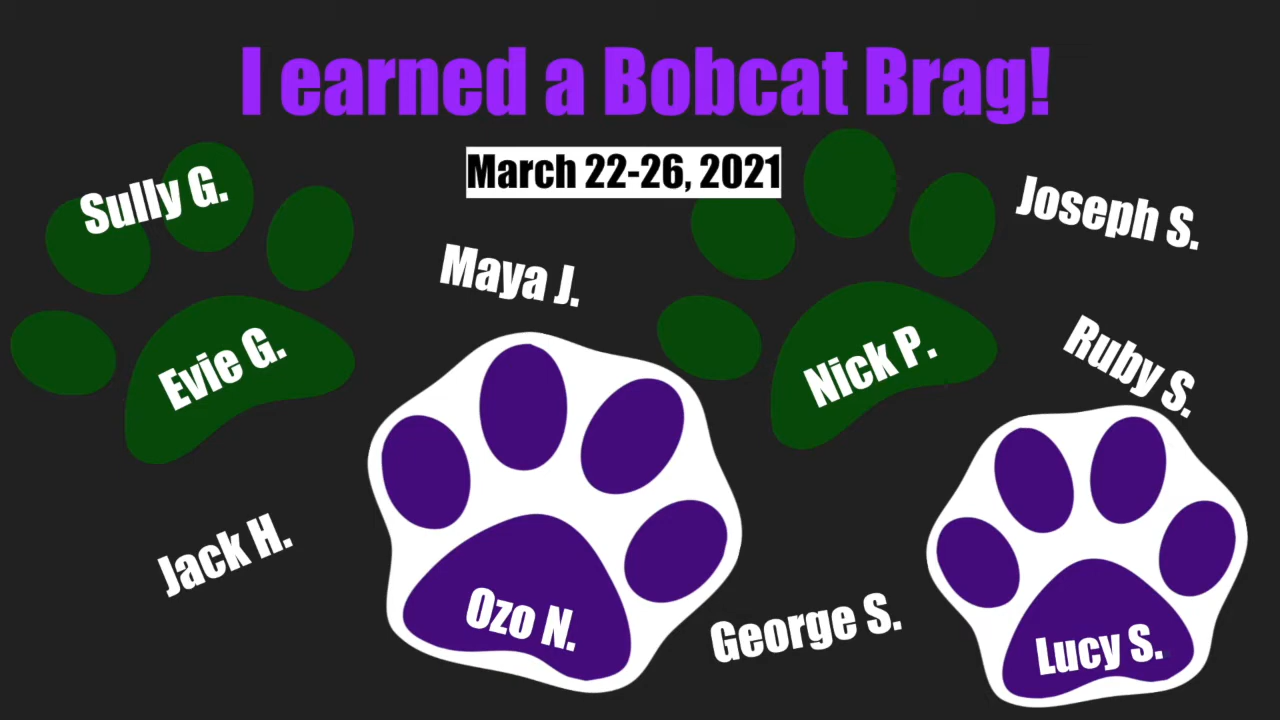 I earned a Bobcat Brag!
March 22-26, 2021
Sully G.
Joseph S.
Maya J.
Evie G.
Nick P.
Ruby S.
Jack H.
Ozo N.
George S.
Lucy S.